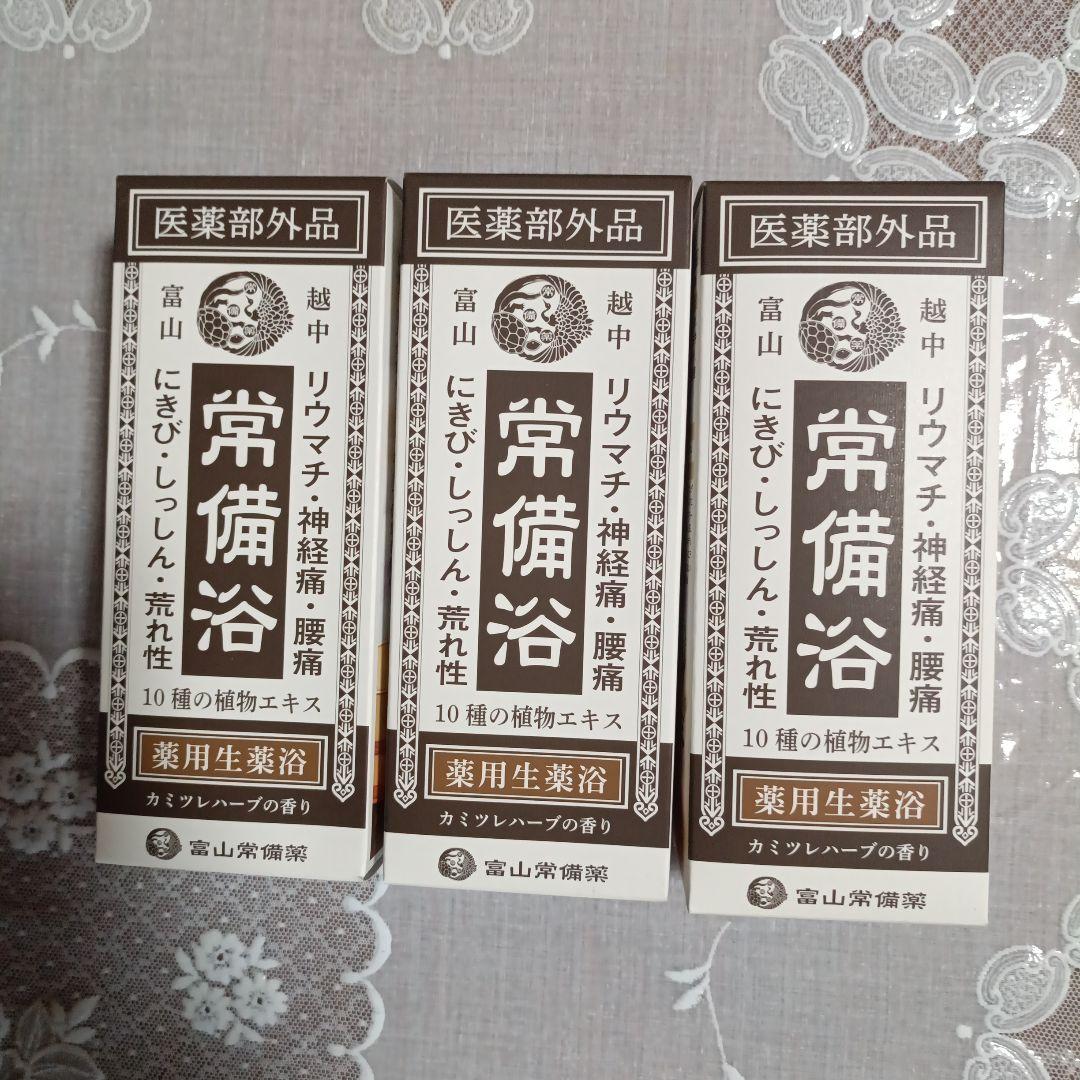 医薬部外品
越中
富山
常備薬
リウマチ・神経痛・腰痛
常備浴
にきび・しっしん・荒れ性
10種の植物エキス
薬用生薬浴
カミツレハーブの香り
富山常備薬
医薬部外品
越中
富山
常備薬
リウマチ・神経痛・腰痛
常備浴
にきび・しっしん・荒れ性
10種の植物エキス
薬用生薬浴
カミツレハーブの香り
富山常備薬
医薬部外品
越中
富山
常備薬
リウマチ・神経痛・腰痛
常備浴
にきび・しっしん・荒れ性
10種の植物エキス
薬用生薬浴
カミツレハーブの香り
富山常備薬